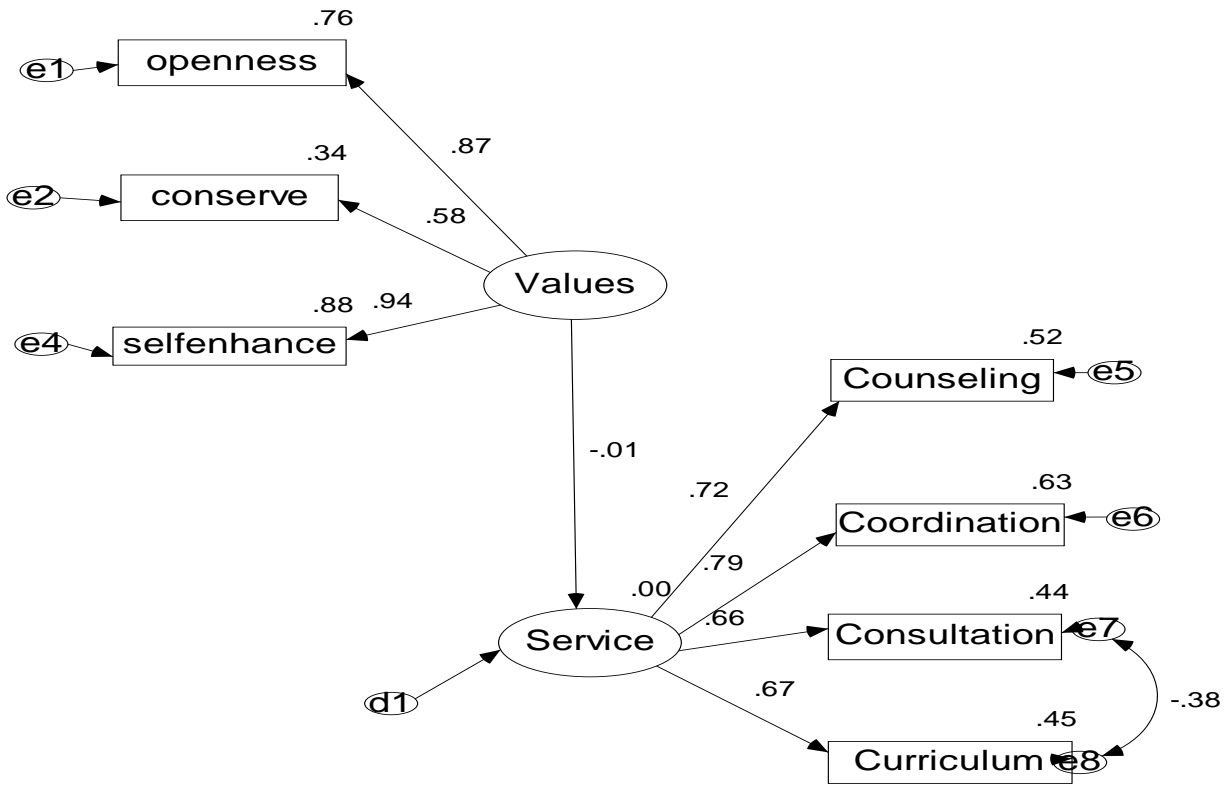 .76
e1
openness
.87
.34
e2
conserve
.58
Values
.88
.94
e4
selfenhance
.52
Counseling
e5
-.01
.72
.63
Coordination
e6
.79
.00
.66
.44
Service
Consultation
e7
d1
.67
-.38
.45
Curriculum
e8